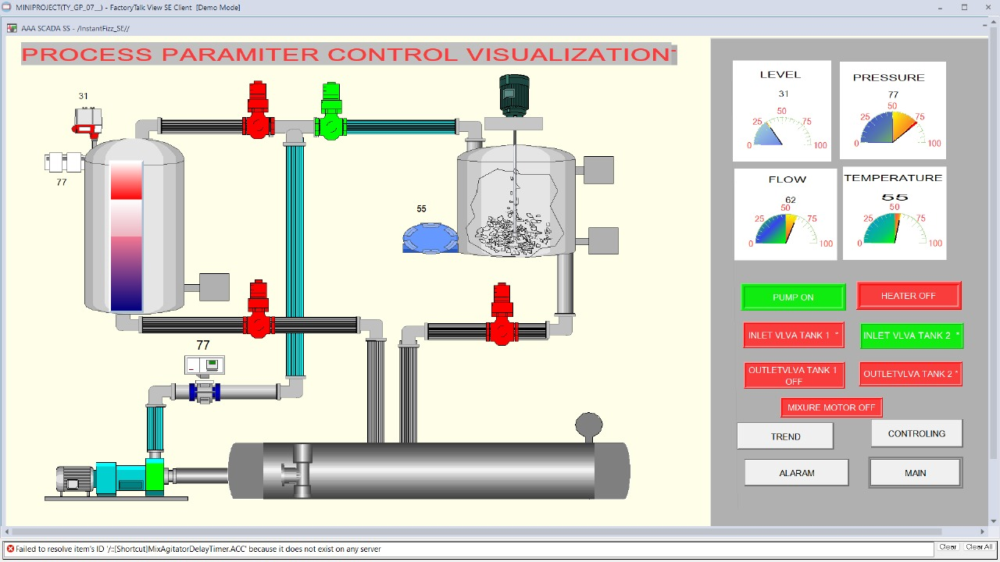 MINIPROJECT(TY_GP_07__) - FactoryTalk View SE Client  [Demo Mode]
AAA SCADA SS - /InstantFizz_SE//
PROCESS PARAMITER CONTROL VISUALIZATION
31
77
55
77
LEVEL
31
0 25 50 75 100
PRESSURE
77
0 25 50 75 100
FLOW
62
0 25 50 75 100
TEMPERATURE
55
0 25 50 75 100
PUMP ON
HEATER OFF
INLET VLVA TANK 1 *
INLET VLVA TANK 2 *
OUTLETVLVA TANK 1
OFF
OUTLETVLVA TANK 2 *
MIXURE MOTOR OFF
TREND
CONTROLING
ALARAM
MAIN
Failed to resolve item's ID '/::[Shortcut]MixAgitatorDelayTimer.ACC' because it does not exist on any server
Clear
Clear All